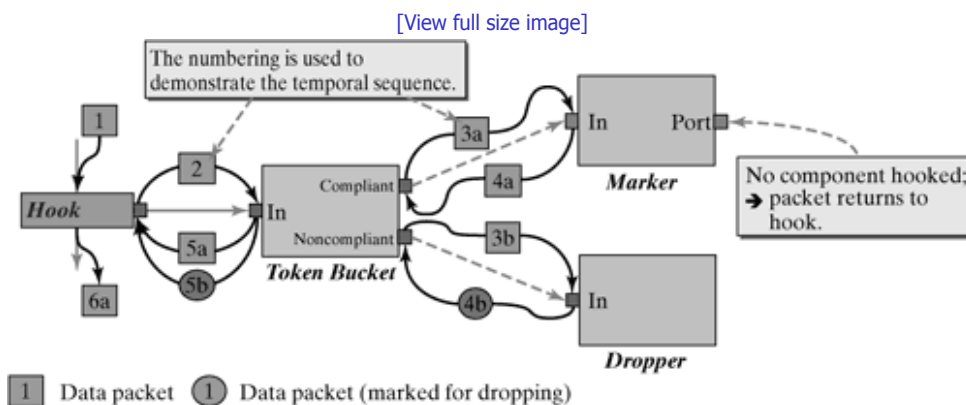 [View full size image]
The numbering is used to
demonstrate the temporal sequence.
1
2
3a
4a
In
Port
Marker
No component hooked;
➔ packet returns to
hook.
Hook
In
Compliant
Noncompliant
Token Bucket
5a
5b
6a
3b
4b
In
Dropper
1 Data packet
1 Data packet (marked for dropping)